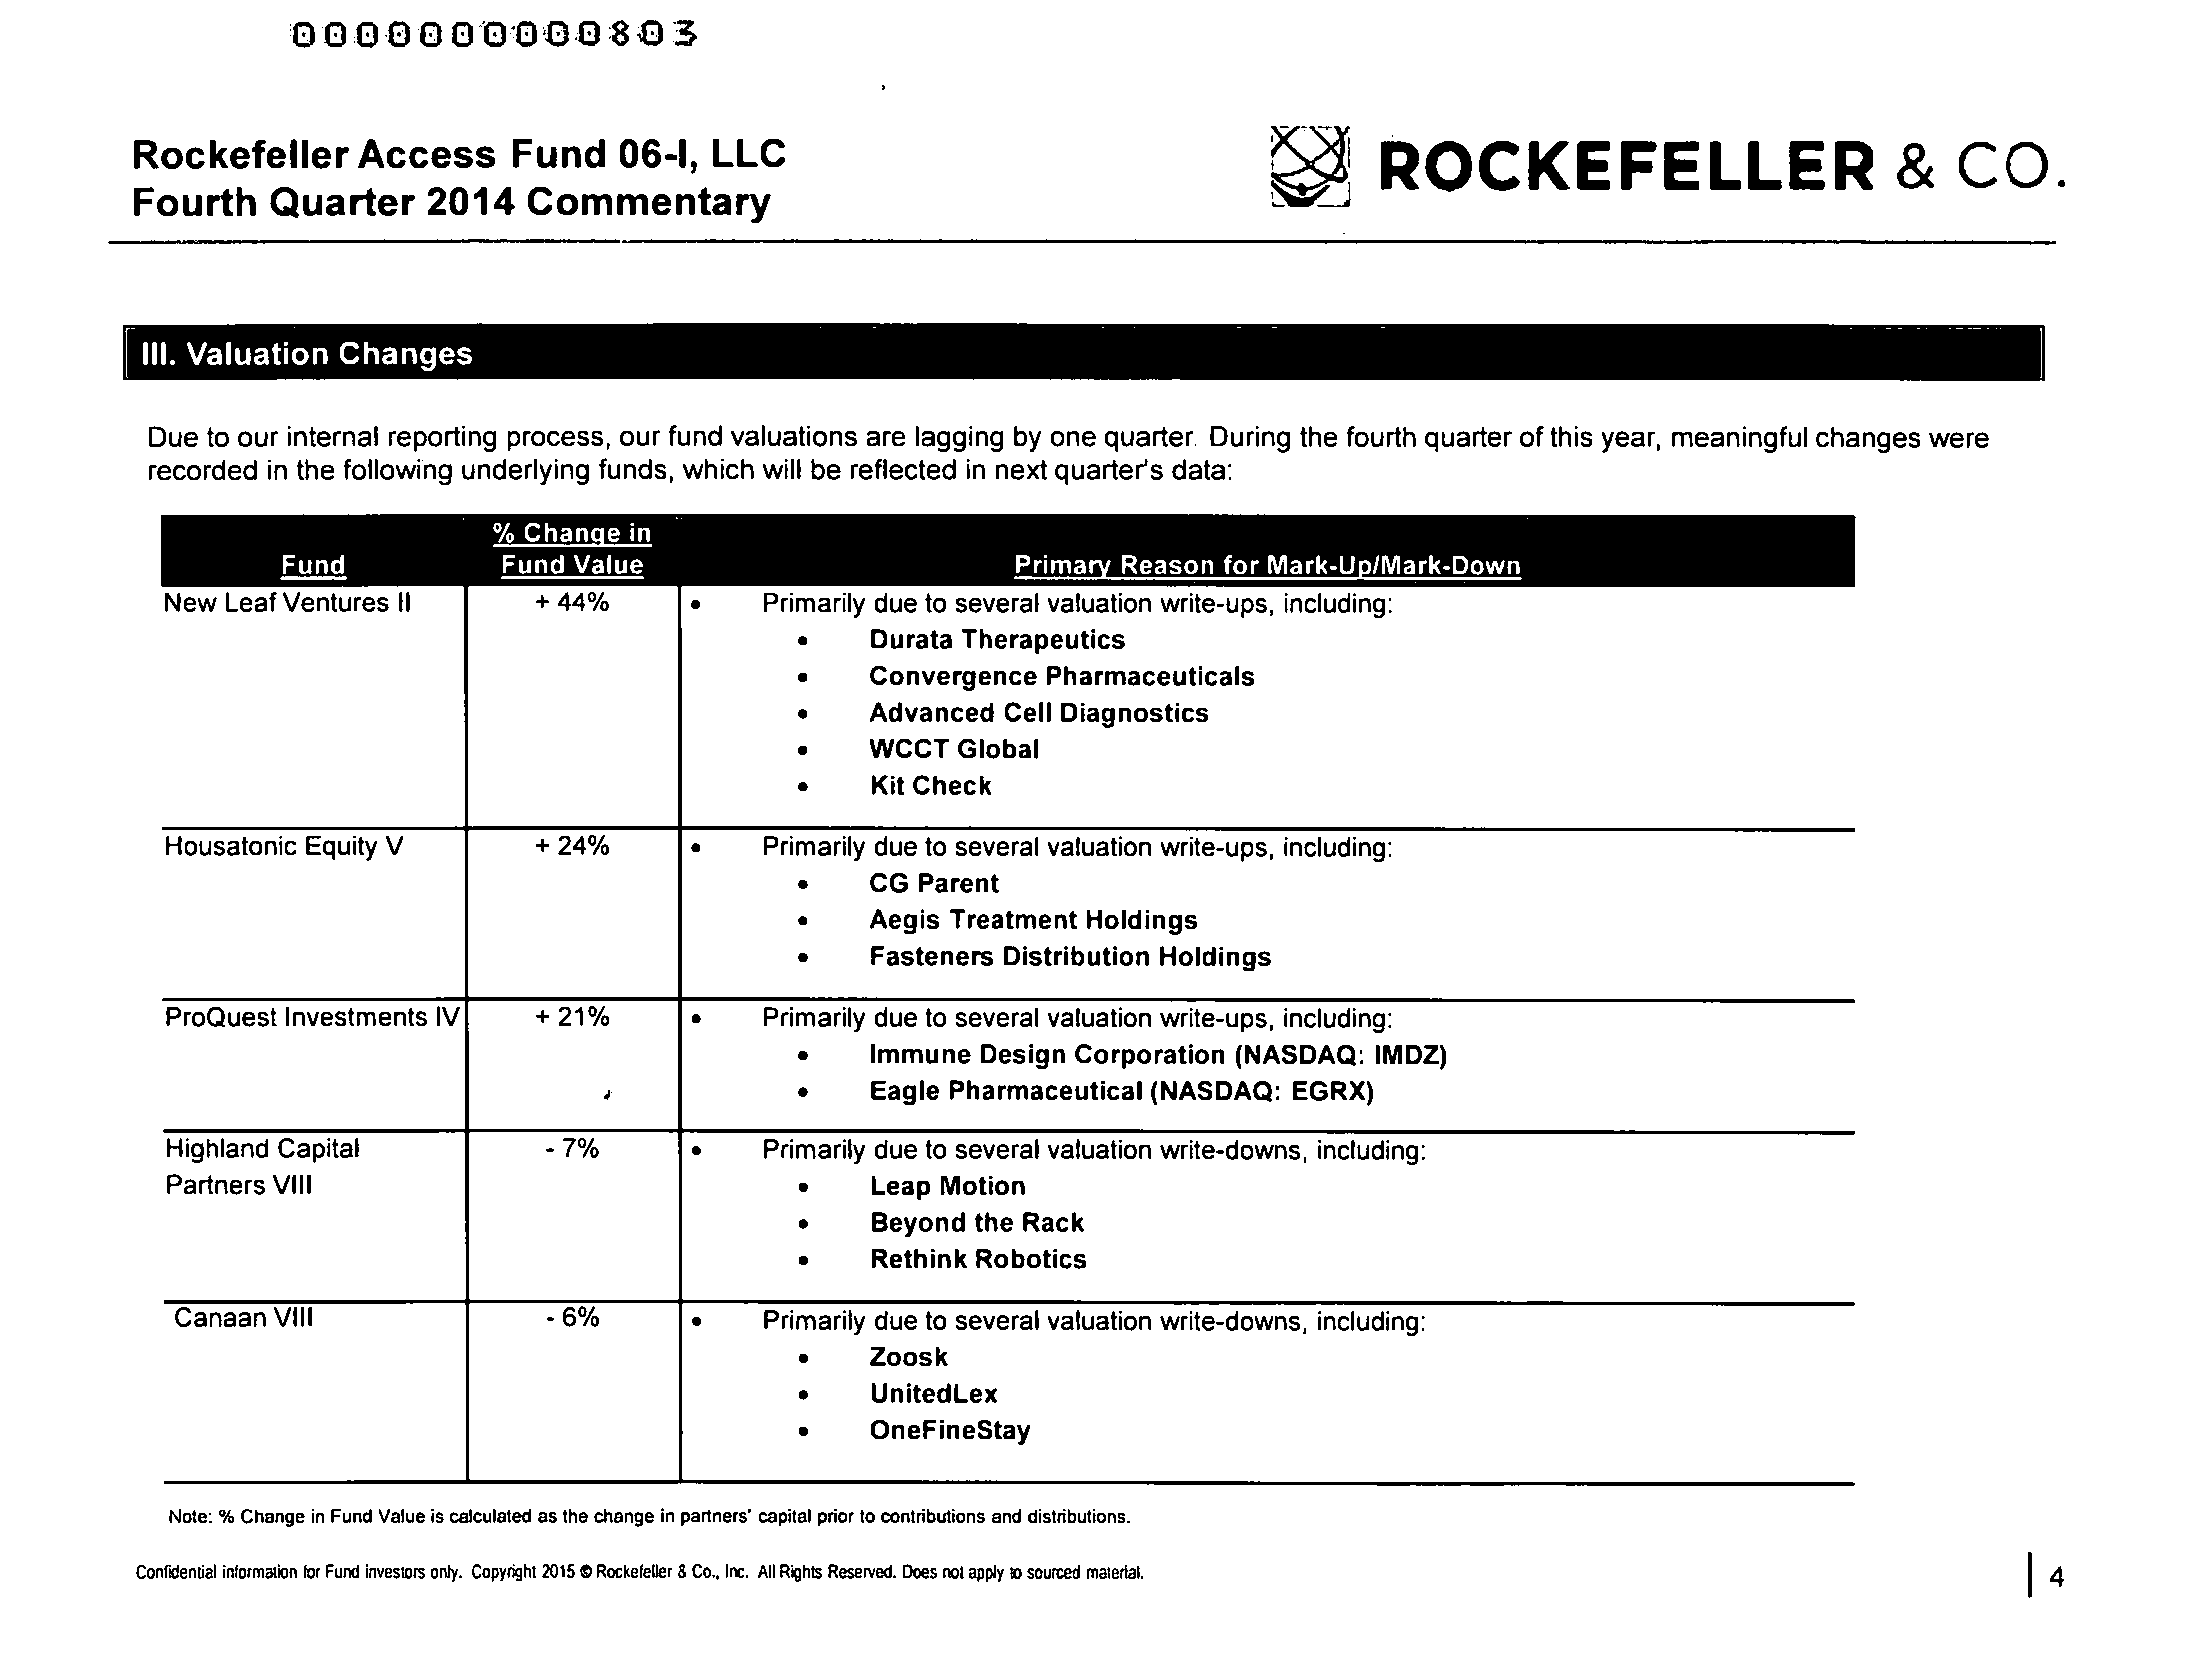 0000000000803
Rockefeller Access Fund 06-I, LLC
Fourth Quarter 2014 Commentary
ROCKEFELLER & CO.
III. Valuation Changes
Due to our internal reporting process, our fund valuations are lagging by one quarter. During the fourth quarter of this year, meaningful changes were
recorded in the following underlying funds, which will be reflected in next quarter's data:
Fund
% Change in
Fund Value
Primary Reason for Mark-Up/Mark-Down
New Leaf Ventures II
+ 44%
• Primarily due to several valuation write-ups, including:
• Durata Therapeutics
• Convergence Pharmaceuticals
• Advanced Cell Diagnostics
• WCCT Global
• Kit Check
Housatonic Equity V
+ 24%
• Primarily due to several valuation write-ups, including:
• CG Parent
• Aegis Treatment Holdings
• Fasteners Distribution Holdings
ProQuest Investments IV
+ 21%
• Primarily due to several valuation write-ups, including:
• Immune Design Corporation (NASDAQ: IMDZ)
• Eagle Pharmaceutical (NASDAQ: EGRX)
Highland Capital
Partners VIII
- 7%
• Primarily due to several valuation write-downs, including:
• Leap Motion
• Beyond the Rack
• Rethink Robotics
Canaan VIII
- 6%
• Primarily due to several valuation write-downs, including:
• Zoosk
• UnitedLex
• OneFineStay
Note: % Change in Fund Value is calculated as the change in partners' capital prior to contributions and distributions.
Confidential information for Fund investors only. Copyright 2015 © Rockefeller & Co., Inc. All Rights Reserved. Does not apply to sourced material.
4